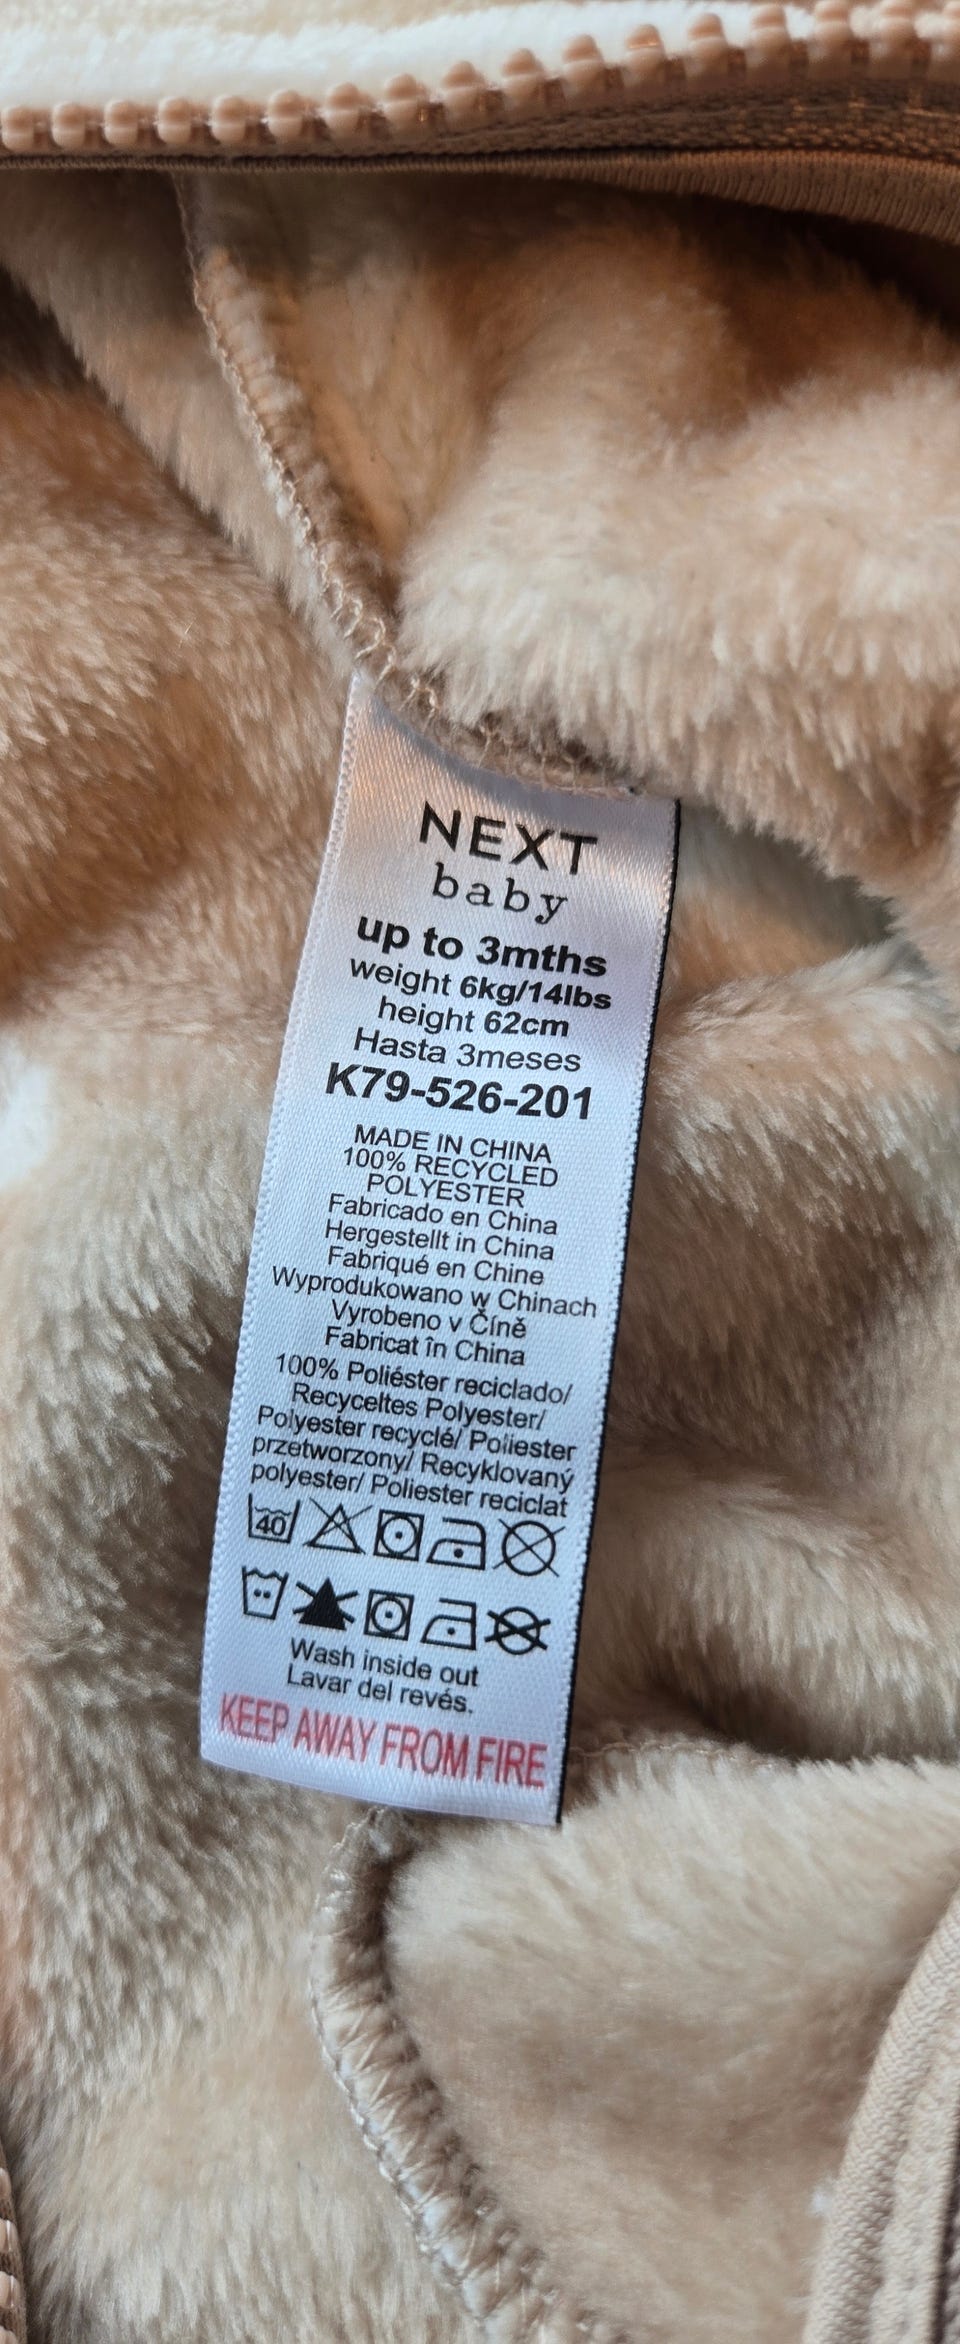 NEXT
baby
up to 3mths
weight 6kg/14lbs
height 62cm
Hasta 3meses
K79-526-201
MADE IN CHINA
100% RECYCLED
POLYESTER
Fabricado en China
Hergestellt in China
Fabriqué en Chine
Wyprodukowano w Chinach
Vyrobeno v Číně
Fabricat în China
100% Poliéster reciclado/
Recyceltes Polyester/
Polyester recyclé/ Poliester
przetworzony/ Recyklovaný
polyester/ Poliester reciclat
40
Wash inside out
Lavar del revés.
KEEP AWAY FROM FIRE